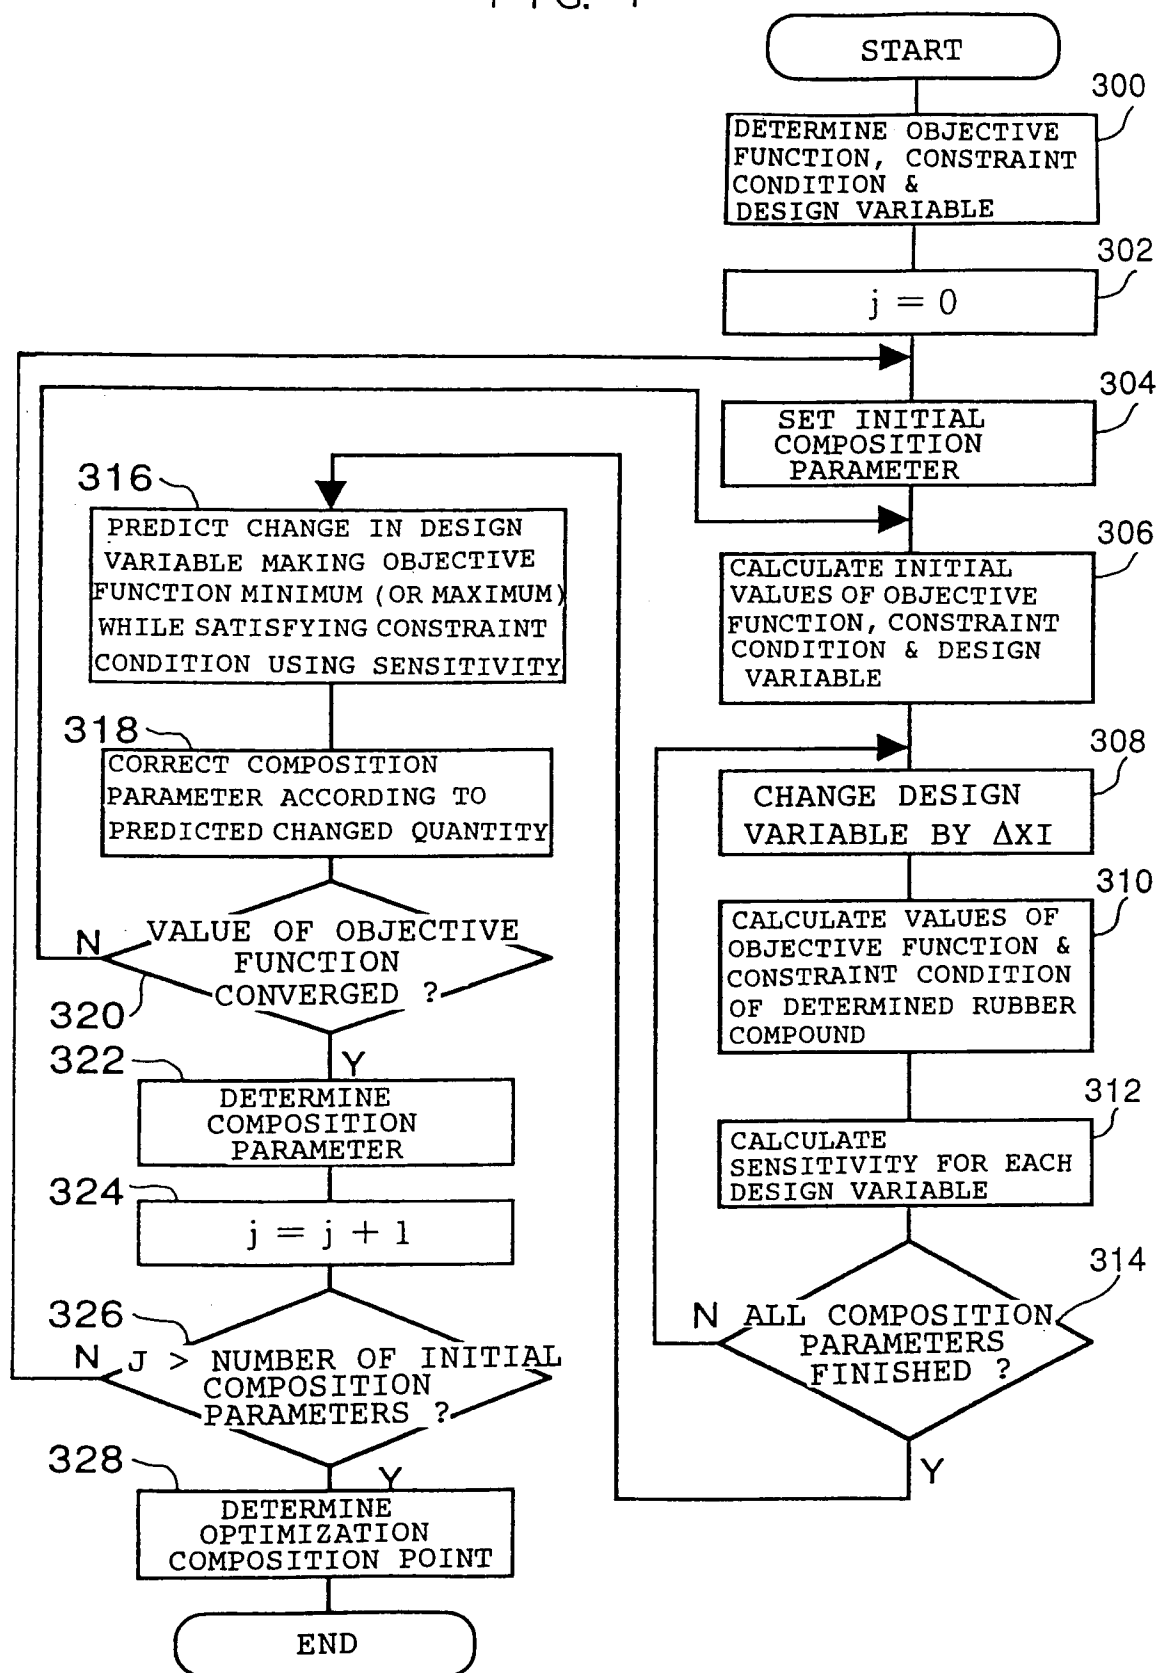 START
300
DETERMINE OBJECTIVE
FUNCTION, CONSTRAINT
CONDITION &
DESIGN VARIABLE
302
j = 0
304
SET INITIAL
COMPOSITION
PARAMETER
306
CALCULATE INITIAL
VALUES OF OBJECTIVE
FUNCTION, CONSTRAINT
CONDITION & DESIGN
VARIABLE
308
CHANGE DESIGN
VARIABLE BY ΔXI
310
CALCULATE VALUES OF
OBJECTIVE FUNCTION &
CONSTRAINT CONDITION
OF DETERMINED RUBBER
COMPOUND
312
CALCULATE
SENSITIVITY FOR EACH
DESIGN VARIABLE
314
N
ALL COMPOSITION
PARAMETERS
FINISHED ?
Y
316
PREDICT CHANGE IN DESIGN
VARIABLE MAKING OBJECTIVE
FUNCTION MINIMUM (OR MAXIMUM)
WHILE SATISFYING CONSTRAINT
CONDITION USING SENSITIVITY
318
CORRECT COMPOSITION
PARAMETER ACCORDING TO
PREDICTED CHANGED QUANTITY
N
VALUE OF OBJECTIVE
FUNCTION
CONVERGED ?
320
Y
322
DETERMINE
COMPOSITION
PARAMETER
324
j = j + 1
326
N
J > NUMBER OF INITIAL
COMPOSITION
PARAMETERS ?
Y
328
DETERMINE
OPTIMIZATION
COMPOSITION POINT
END